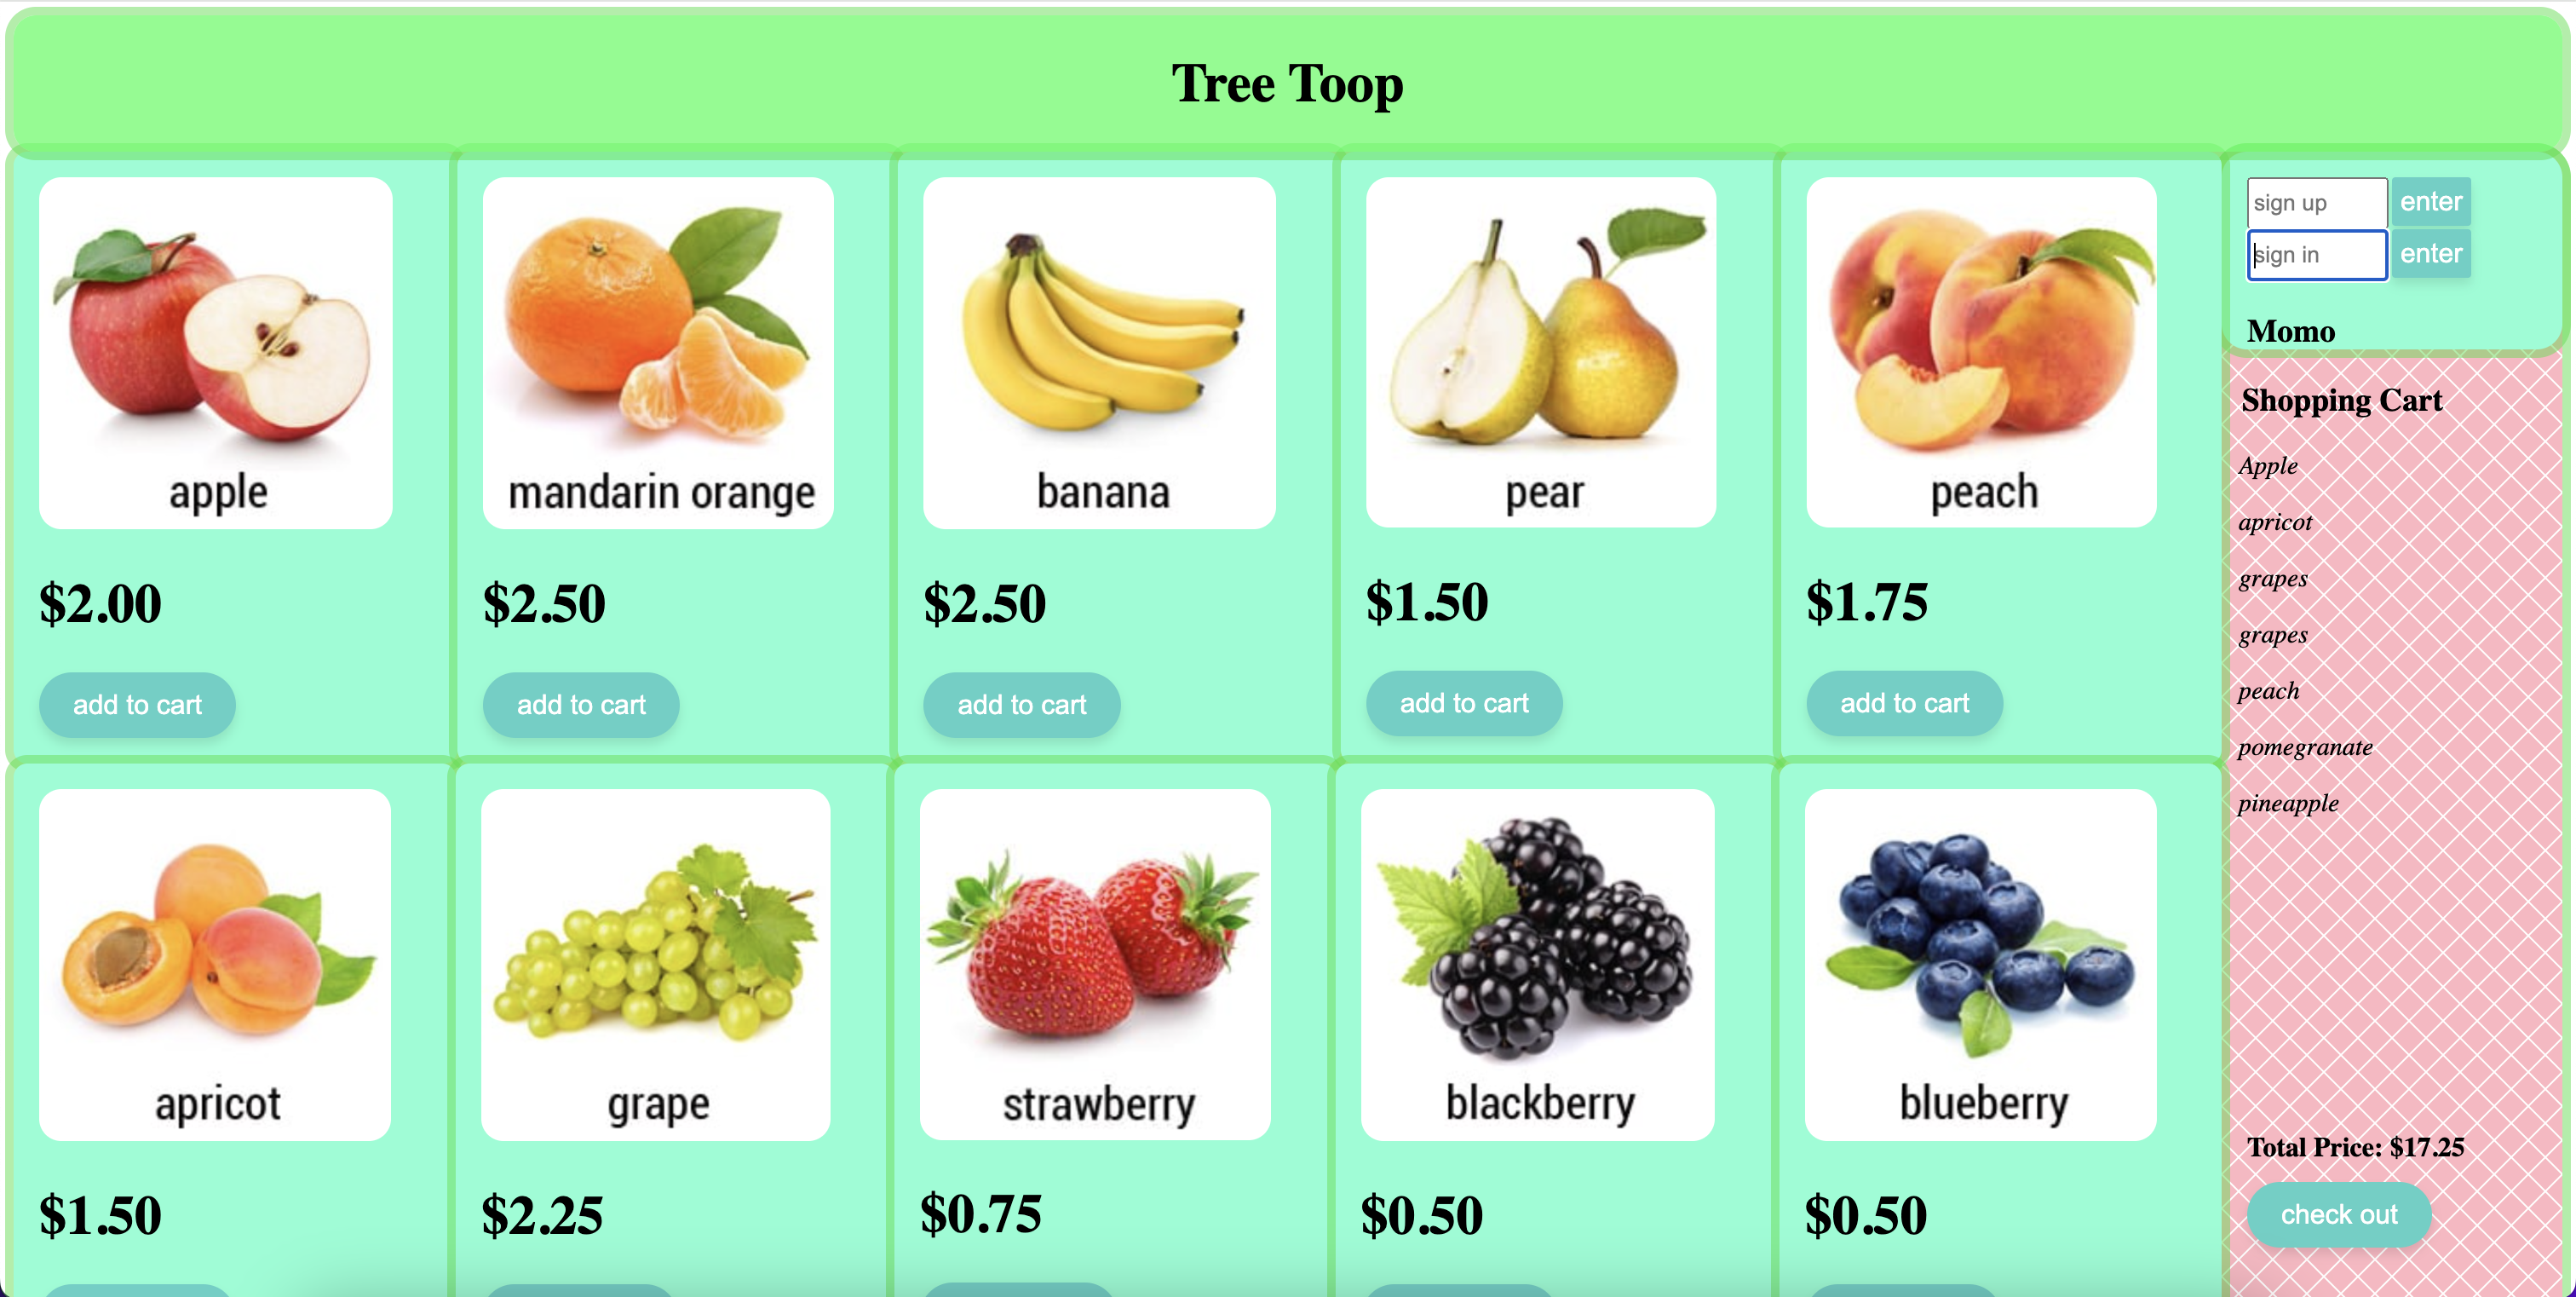 Tree Toop
apple
mandarin orange
banana
pear
peach
$2.00
$2.50
$2.50
$1.50
$1.75
add to cart
add to cart
add to cart
add to cart
add to cart
apricot
grape
strawberry
blackberry
blueberry
$1.50
$2.25
$0.75
$0.50
$0.50
sign up enter
sign in enter
Momo
Shopping Cart
Apple
apricot
grapes
grapes
peach
pomegranate
pineapple
Total Price: $17.25
check out